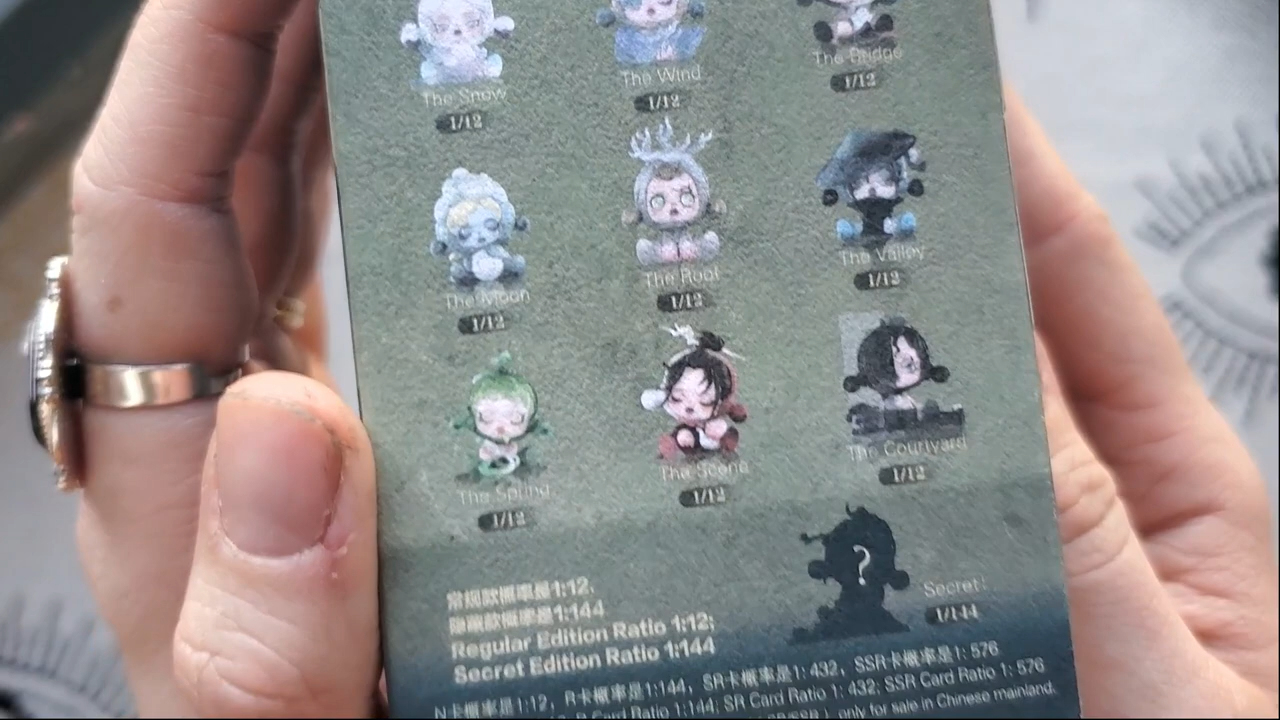 The Snow
The Wind
The Bridge
1/12
1/12
1/12
The Moon
The Root
The Valley
1/12
1/12
1/12
The Spring
The Scene
The Courtyard
1/12
1/12
1/12
?
Secret:
1/144
常规款概率是1:12,
隐藏款概率是1:144
Regular Edition Ratio 1:12;
Secret Edition Ratio 1:144
N卡概率是1:12, R卡概率是1:144, SR卡概率是1: 432, SSR卡概率是1: 576
R Card Ratio 1:144; SR Card Ratio 1: 432; SSR Card Ratio 1: 576
only for sale in Chinese mainland.